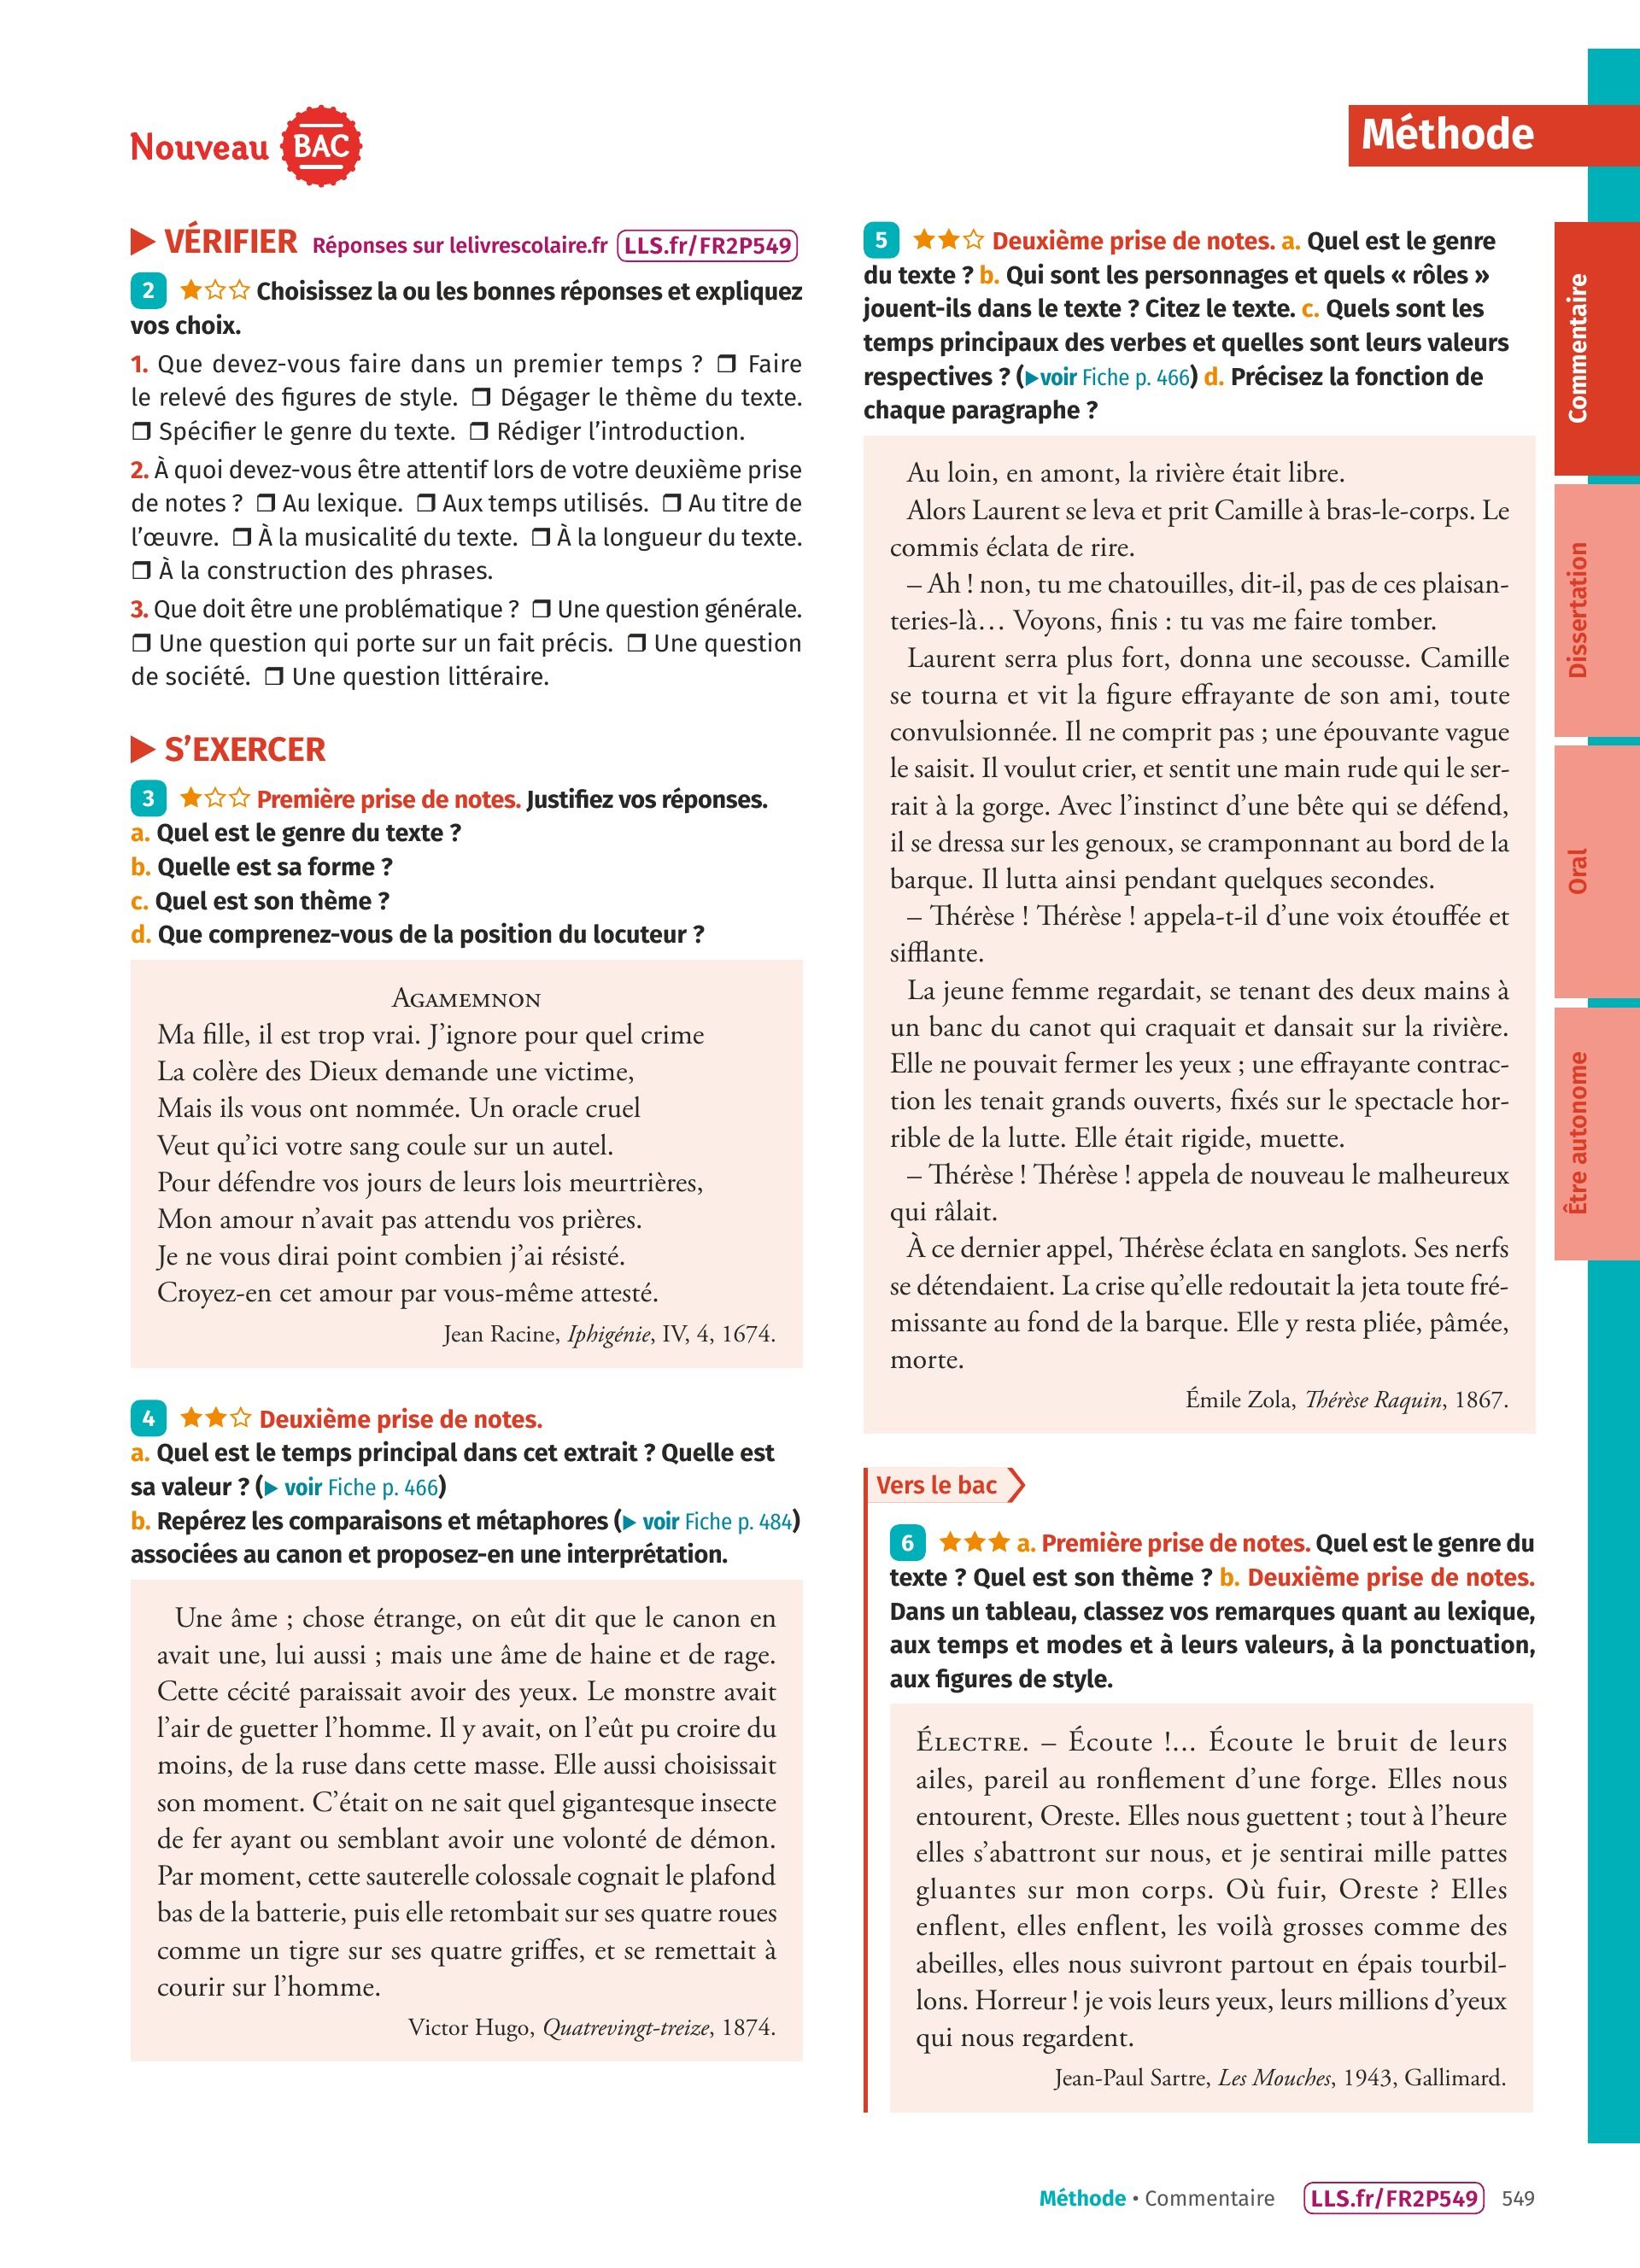 Nouveau BAC
Méthode
▶ VÉRIFIER Réponses sur lelivrescolaire.fr LLS.fr/FR2P549
2 ★☆☆ Choisissez la ou les bonnes réponses et expliquez
vos choix.
1. Que devez-vous faire dans un premier temps ? ❒ Faire
le relevé des figures de style. ❒ Dégager le thème du texte.
❒ Spécifier le genre du texte. ❒ Rédiger l’introduction.
2. À quoi devez-vous être attentif lors de votre deuxième prise
de notes ? ❒ Au lexique. ❒ Aux temps utilisés. ❒ Au titre de
l’œuvre. ❒ À la musicalité du texte. ❒ À la longueur du texte.
❒ À la construction des phrases.
3. Que doit être une problématique ? ❒ Une question générale.
❒ Une question qui porte sur un fait précis. ❒ Une question
de société. ❒ Une question littéraire.
▶ S’EXERCER
3 ★☆☆ Première prise de notes. Justifiez vos réponses.
a. Quel est le genre du texte ?
b. Quelle est sa forme ?
c. Quel est son thème ?
d. Que comprenez-vous de la position du locuteur ?
AGAMEMNON
Ma fille, il est trop vrai. J’ignore pour quel crime
La colère des Dieux demande une victime,
Mais ils vous ont nommée. Un oracle cruel
Veut qu’ici votre sang coule sur un autel.
Pour défendre vos jours de leurs lois meurtrières,
Mon amour n’avait pas attendu vos prières.
Je ne vous dirai point combien j’ai résisté.
Croyez-en cet amour par vous-même attesté.
Jean Racine, Iphigénie, IV, 4, 1674.
4 ★★☆ Deuxième prise de notes.
a. Quel est le temps principal dans cet extrait ? Quelle est
sa valeur ? (▶ voir Fiche p. 466)
b. Repérez les comparaisons et métaphores (▶ voir Fiche p. 484)
associées au canon et proposez-en une interprétation.
Une âme ; chose étrange, on eût dit que le canon en
avait une, lui aussi ; mais une âme de haine et de rage.
Cette cécité paraissait avoir des yeux. Le monstre avait
l’air de guetter l’homme. Il y avait, on l’eût pu croire du
moins, de la ruse dans cette masse. Elle aussi choisissait
son moment. C’était on ne sait quel gigantesque insecte
de fer ayant ou semblant avoir une volonté de démon.
Par moment, cette sauterelle colossale cognait le plafond
bas de la batterie, puis elle retombait sur ses quatre roues
comme un tigre sur ses quatre griffes, et se remettait à
courir sur l’homme.
Victor Hugo, Quatrevingt-treize, 1874.
5 ★★☆ Deuxième prise de notes. a. Quel est le genre
du texte ? b. Qui sont les personnages et quels « rôles »
jouent-ils dans le texte ? Citez le texte. c. Quels sont les
temps principaux des verbes et quelles sont leurs valeurs
respectives ? (▶voir Fiche p. 466) d. Précisez la fonction de
chaque paragraphe ?
Au loin, en amont, la rivière était libre.
Alors Laurent se leva et prit Camille à bras-le-corps. Le
commis éclata de rire.
– Ah ! non, tu me chatouilles, dit-il, pas de ces plaisan-
teries-là… Voyons, finis : tu vas me faire tomber.
Laurent serra plus fort, donna une secousse. Camille
se tourna et vit la figure effrayante de son ami, toute
convulsionnée. Il ne comprit pas ; une épouvante vague
le saisit. Il voulut crier, et sentit une main rude qui le ser-
rait à la gorge. Avec l’instinct d’une bête qui se défend,
il se dressa sur les genoux, se cramponnant au bord de la
barque. Il lutta ainsi pendant quelques secondes.
– Thérèse ! Thérèse ! appela-t-il d’une voix étouffée et
sifflante.
La jeune femme regardait, se tenant des deux mains à
un banc du canot qui craquait et dansait sur la rivière.
Elle ne pouvait fermer les yeux ; une effrayante contrac-
tion les tenait grands ouverts, fixés sur le spectacle hor-
rible de la lutte. Elle était rigide, muette.
– Thérèse ! Thérèse ! appela de nouveau le malheureux
qui râlait.
À ce dernier appel, Thérèse éclata en sanglots. Ses nerfs
se détendaient. La crise qu’elle redoutait la jeta toute fré-
missante au fond de la barque. Elle y resta pliée, pâmée,
morte.
Émile Zola, Thérèse Raquin, 1867.
Vers le bac
6 ★★★ a. Première prise de notes. Quel est le genre du
texte ? Quel est son thème ? b. Deuxième prise de notes.
Dans un tableau, classez vos remarques quant au lexique,
aux temps et modes et à leurs valeurs, à la ponctuation,
aux figures de style.
ÉLECTRE. – Écoute !... Écoute le bruit de leurs
ailes, pareil au ronflement d’une forge. Elles nous
entourent, Oreste. Elles nous guettent ; tout à l’heure
elles s’abattront sur nous, et je sentirai mille pattes
gluantes sur mon corps. Où fuir, Oreste ? Elles
enflent, elles enflent, les voilà grosses comme des
abeilles, elles nous suivront partout en épais tourbil-
lons. Horreur ! je vois leurs yeux, leurs millions d’yeux
qui nous regardent.
Jean-Paul Sartre, Les Mouches, 1943, Gallimard.
Commentaire
Dissertation
Oral
Être autonome
Méthode • Commentaire LLS.fr/FR2P549 549